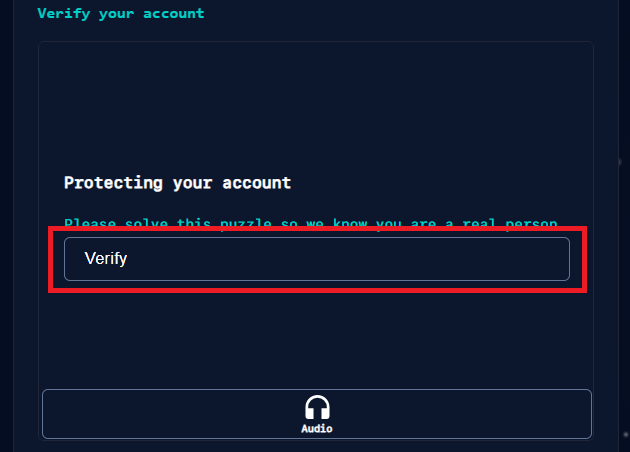 Verify your account
Protecting your account
Please solve this puzzle so we know you are a real person
Verify
Audio